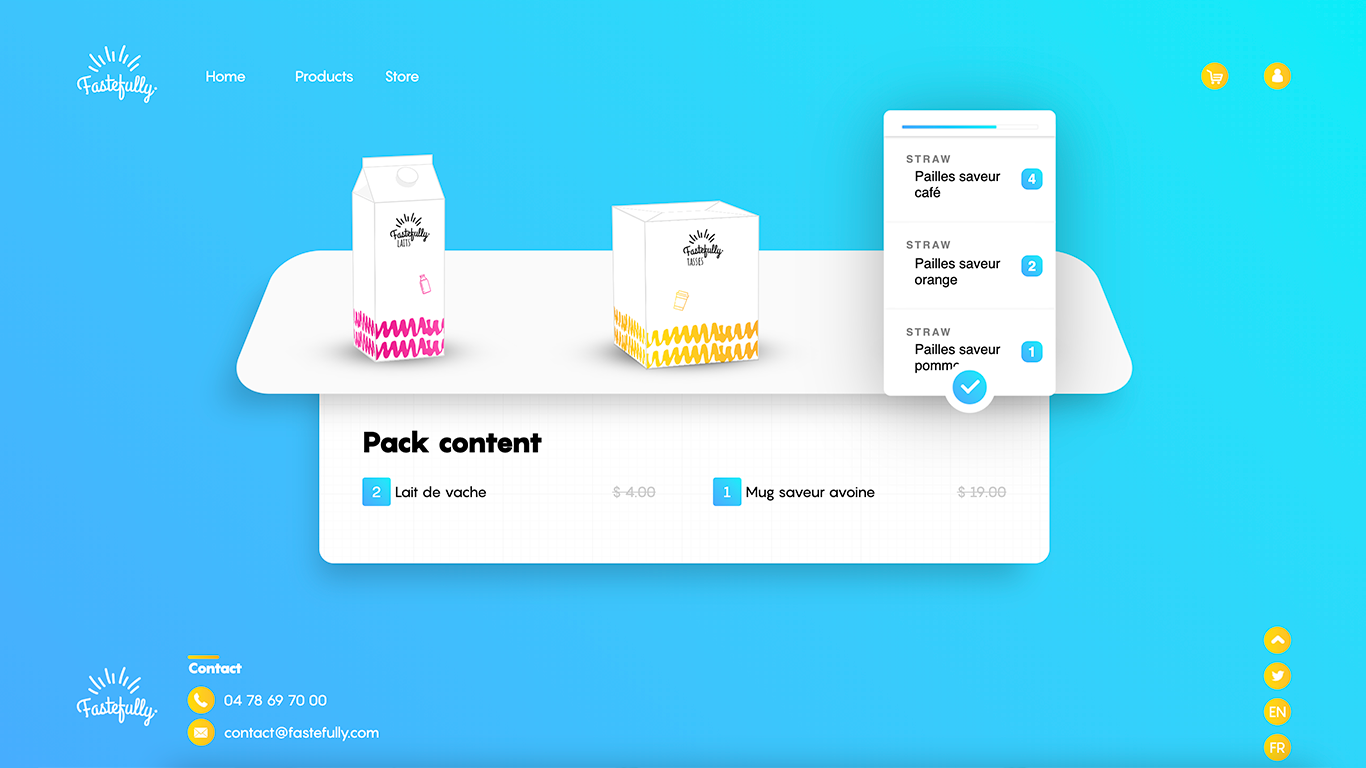 Fastefully.
Home
Products
Store
STRAW
Pailles saveur
café
4
STRAW
Pailles saveur
orange
2
STRAW
Pailles saveur
pomme
1
Fastefully.
LAITS
Fastefully.
TASSES
Pack content
2 Lait de vache $ 4.00
1 Mug saveur avoine $ 19.00
Fastefully.
Contact
04 78 69 70 00
contact@fastefully.com
EN
FR